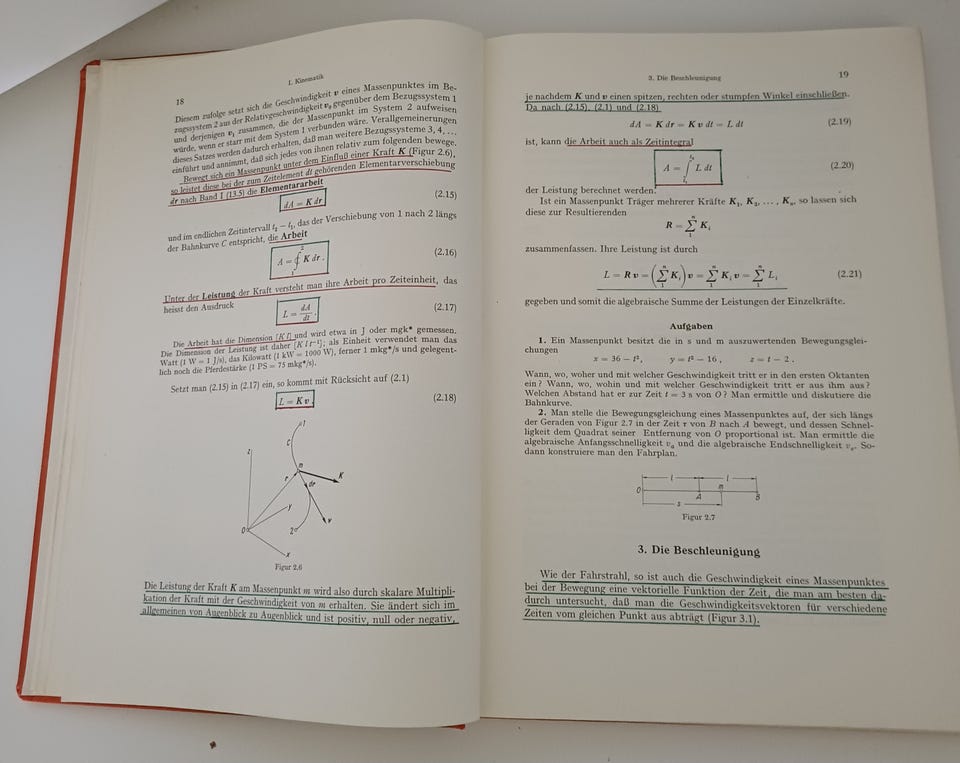 18
I. Kinematik
Diesem zufolge setzt sich die Geschwindigkeit v eines Massenpunktes im Be-
zugssystem 2 aus der Relativgeschwindigkeit v₀ gegenüber dem Bezugssystem 1
und derjenigen v₁ zusammen, die der Massenpunkt im System 2 aufweisen
würde, wenn er starr mit dem System 1 verbunden wäre. Verallgemeinerungen
dieses Satzes werden dadurch erhalten, daß man weitere Bezugssysteme 3, 4, ...
einführt und annimmt, daß sich jedes von ihnen relativ zum folgenden bewege.
Bewegt sich ein Massenpunkt unter dem Einfluß einer Kraft K (Figur 2.6),
so leistet diese bei der zum Zeitelement dt gehörenden Elementarverschiebung
dr nach Band I (13.5) die Elementararbeit
dA = K dr, (2.15)
und im endlichen Zeitintervall t₂ − t₁, das der Verschiebung von 1 nach 2 längs
der Bahnkurve C entspricht, die Arbeit
A = ∮₁² K dr. (2.16)
Unter der Leistung der Kraft versteht man ihre Arbeit pro Zeiteinheit, das
heisst den Ausdruck
L = dA/dt. (2.17)
Die Arbeit hat die Dimension [K l] und wird etwa in J oder mgk* gemessen.
Die Dimension der Leistung ist daher [K l t⁻¹]; als Einheit verwendet man das
Watt (1 W = 1 J/s), das Kilowatt (1 kW = 1000 W), ferner 1 mkg*/s und gelegent-
lich noch die Pferdestärke (1 PS = 75 mkg*/s).
Setzt man (2.15) in (2.17) ein, so kommt mit Rücksicht auf (2.1)
L = K v. (2.18)
1
C
z
m
K
r
dr
y
v
O
2
x
Figur 2.6
Die Leistung der Kraft K am Massenpunkt m wird also durch skalare Multipli-
kation der Kraft mit der Geschwindigkeit von m erhalten. Sie ändert sich im
allgemeinen von Augenblick zu Augenblick und ist positiv, null oder negativ,
3. Die Beschleunigung
19
je nachdem K und v einen spitzen, rechten oder stumpfen Winkel einschließen.
Da nach (2.15), (2.1) und (2.18)
dA = K dr = K v dt = L dt (2.19)
ist, kann die Arbeit auch als Zeitintegral
A = ∫ₜ₁ᵗ² L dt (2.20)
der Leistung berechnet werden.
Ist ein Massenpunkt Träger mehrerer Kräfte K₁, K₂, ..., Kₙ, so lassen sich
diese zur Resultierenden
R = ∑₁ⁿ Kᵢ
zusammenfassen. Ihre Leistung ist durch
L = R v = (∑₁ⁿ Kᵢ) v = ∑₁ⁿ Kᵢ v = ∑₁ⁿ Lᵢ (2.21)
gegeben und somit die algebraische Summe der Leistungen der Einzelkräfte.
Aufgaben
1. Ein Massenpunkt besitzt die in s und m auszuwertenden Bewegungsglei-
chungen
x = 36 − t², y = t² − 16, z = t − 2.
Wann, wo, woher und mit welcher Geschwindigkeit tritt er in den ersten Oktanten
ein? Wann, wo, wohin und mit welcher Geschwindigkeit tritt er aus ihm aus?
Welchen Abstand hat er zur Zeit t = 3 s von O? Man ermittle und diskutiere die
Bahnkurve.
2. Man stelle die Bewegungsgleichung eines Massenpunktes auf, der sich längs
der Geraden von Figur 2.7 in der Zeit τ von B nach A bewegt, und dessen Schnel-
ligkeit dem Quadrat seiner Entfernung von O proportional ist. Man ermittle die
algebraische Anfangsschnelligkeit vₐ und die algebraische Endschnelligkeit vₑ. So-
dann konstruiere man den Fahrplan.
l l
O A m B
s
Figur 2.7
3. Die Beschleunigung
Wie der Fahrstrahl, so ist auch die Geschwindigkeit eines Massenpunktes
bei der Bewegung eine vektorielle Funktion der Zeit, die man am besten da-
durch untersucht, daß man die Geschwindigkeitsvektoren für verschiedene
Zeiten vom gleichen Punkt aus abträgt (Figur 3.1).